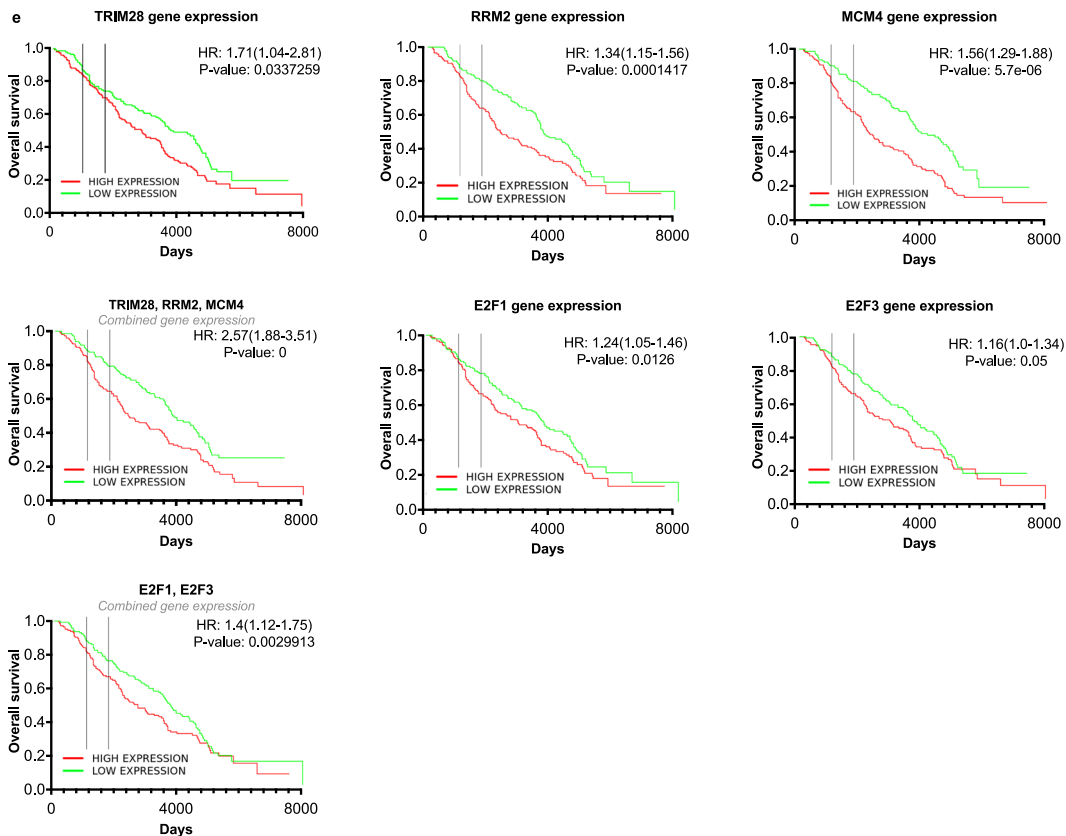 e
TRIM28 gene expression
HR: 1.71(1.04-2.81)
P-value: 0.0337259
Overall survival
1.0
0.8
0.6
0.4
0.2
0.0
HIGH EXPRESSION
LOW EXPRESSION
0
4000
8000
Days
RRM2 gene expression
HR: 1.34(1.15-1.56)
P-value: 0.0001417
Overall survival
1.0
0.8
0.6
0.4
0.2
0.0
HIGH EXPRESSION
LOW EXPRESSION
0
4000
8000
Days
MCM4 gene expression
HR: 1.56(1.29-1.88)
P-value: 5.7e-06
Overall survival
1.0
0.8
0.6
0.4
0.2
0.0
HIGH EXPRESSION
LOW EXPRESSION
0
4000
8000
Days
TRIM28, RRM2, MCM4
Combined gene expression
HR: 2.57(1.88-3.51)
P-value: 0
Overall survival
1.0
0.8
0.6
0.4
0.2
0.0
HIGH EXPRESSION
LOW EXPRESSION
0
4000
8000
Days
E2F1 gene expression
HR: 1.24(1.05-1.46)
P-value: 0.0126
Overall survival
1.0
0.8
0.6
0.4
0.2
0.0
HIGH EXPRESSION
LOW EXPRESSION
0
4000
8000
Days
E2F3 gene expression
HR: 1.16(1.0-1.34)
P-value: 0.05
Overall survival
1.0
0.8
0.6
0.4
0.2
0.0
HIGH EXPRESSION
LOW EXPRESSION
0
4000
8000
Days
E2F1, E2F3
Combined gene expression
HR: 1.4(1.12-1.75)
P-value: 0.0029913
Overall survival
1.0
0.8
0.6
0.4
0.2
0.0
HIGH EXPRESSION
LOW EXPRESSION
0
4000
8000
Days